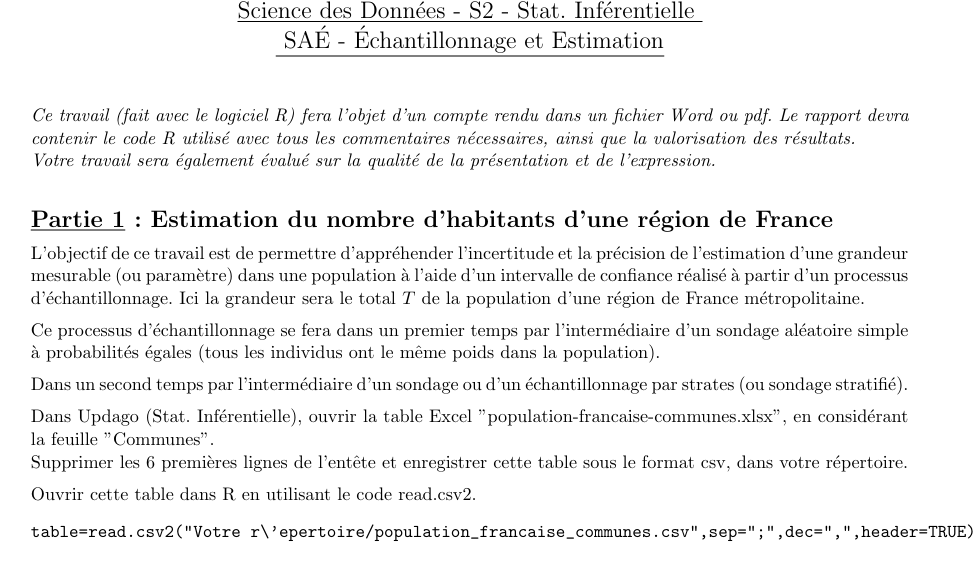 Science des Données - S2 - Stat. Inférentielle
SAÉ - Échantillonnage et Estimation
Ce travail (fait avec le logiciel R) fera l'objet d'un compte rendu dans un fichier Word ou pdf. Le rapport devra
contenir le code R utilisé avec tous les commentaires nécessaires, ainsi que la valorisation des résultats.
Votre travail sera également évalué sur la qualité de la présentation et de l'expression.
Partie 1 : Estimation du nombre d'habitants d'une région de France
L'objectif de ce travail est de permettre d'appréhender l'incertitude et la précision de l'estimation d'une grandeur
mesurable (ou paramètre) dans une population à l'aide d'un intervalle de confiance réalisé à partir d'un processus
d'échantillonnage. Ici la grandeur sera le total T de la population d'une région de France métropolitaine.
Ce processus d'échantillonnage se fera dans un premier temps par l'intermédiaire d'un sondage aléatoire simple
à probabilités égales (tous les individus ont le même poids dans la population).
Dans un second temps par l'intermédiaire d'un sondage ou d'un échantillonnage par strates (ou sondage stratifié).
Dans Updago (Stat. Inférentielle), ouvrir la table Excel "population-francaise-communes.xlsx", en considérant
la feuille "Communes".
Supprimer les 6 premières lignes de l'entête et enregistrer cette table sous le format csv, dans votre répertoire.
Ouvrir cette table dans R en utilisant le code read.csv2.
table=read.csv2("Votre r\'epertoire/population_francaise_communes.csv",sep=";",dec=",",header=TRUE)